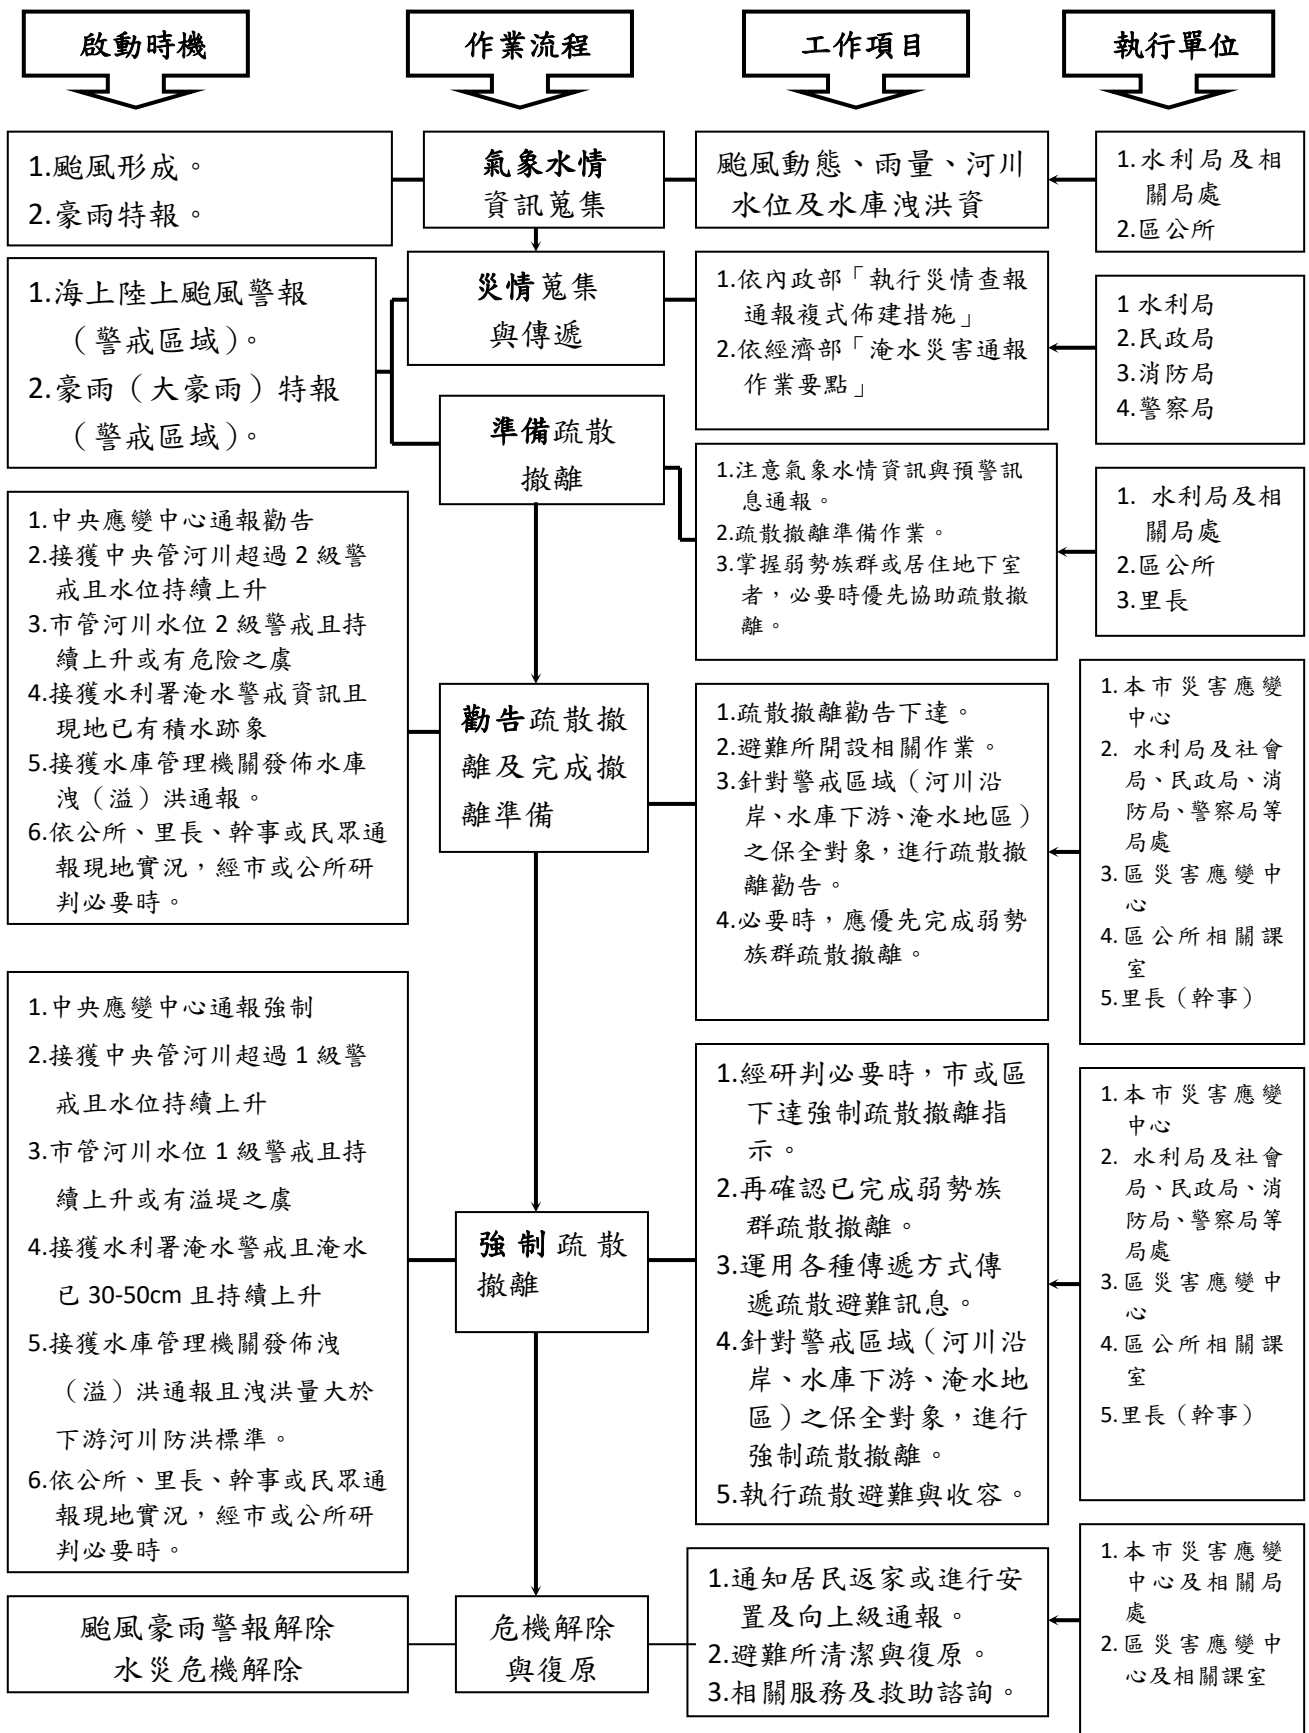 啟動時機
作業流程
工作項目
執行單位
1.颱風形成。
2.豪雨特報。
氣象水情
資訊蒐集
颱風動態、雨量、河川
水位及水庫洩洪資
1.水利局及相
關局處
2.區公所
1.海上陸上颱風警報
（警戒區域）。
2.豪雨（大豪雨）特報
（警戒區域）。
災情蒐集
與傳遞
1.依內政部「執行災情查報
通報複式佈建措施」
2.依經濟部「淹水災害通報
作業要點」
1 水利局
2.民政局
3.消防局
4.警察局
準備疏散
撤離
1.注意氣象水情資訊與預警訊
息通報。
2.疏散撤離準備作業。
3.掌握弱勢族群或居住地下室
者，必要時優先協助疏散撤
離。
1. 水利局及相
關局處
2.區公所
3.里長
1.中央應變中心通報勸告
2.接獲中央管河川超過 2 級警
戒且水位持續上升
3.市管河川水位 2 級警戒且持
續上升或有危險之虞
4.接獲水利署淹水警戒資訊且
現地已有積水跡象
5.接獲水庫管理機關發佈水庫
洩（溢）洪通報。
6.依公所、里長、幹事或民眾通
報現地實況，經市或公所研
判必要時。
勸告疏散撤
離及完成撤
離準備
1.疏散撤離勸告下達。
2.避難所開設相關作業。
3.針對警戒區域（河川沿
岸、水庫下游、淹水地區）
之保全對象，進行疏散撤
離勸告。
4.必要時，應優先完成弱勢
族群疏散撤離。
1.本市災害應變
中心
2. 水利局及社會
局、民政局、消
防局、警察局等
局處
3.區災害應變中
心
4.區公所相關課
室
5.里長（幹事）
1.中央應變中心通報強制
2.接獲中央管河川超過 1 級警
戒且水位持續上升
3.市管河川水位 1 級警戒且持
續上升或有溢堤之虞
4.接獲水利署淹水警戒且淹水
已 30-50cm 且持續上升
5.接獲水庫管理機關發佈洩
（溢）洪通報且洩洪量大於
下游河川防洪標準。
6.依公所、里長、幹事或民眾通
報現地實況，經市或公所研
判必要時。
強制疏散
撤離
1.經研判必要時，市或區
下達強制疏散撤離指
示。
2.再確認已完成弱勢族
群疏散撤離。
3.運用各種傳遞方式傳
遞疏散避難訊息。
4.針對警戒區域（河川沿
岸、水庫下游、淹水地
區）之保全對象，進行
強制疏散撤離。
5.執行疏散避難與收容。
1.本市災害應變
中心
2. 水利局及社會
局、民政局、消
防局、警察局等
局處
3.區災害應變中
心
4.區公所相關課
室
5.里長（幹事）
颱風豪雨警報解除
水災危機解除
危機解除
與復原
1.通知居民返家或進行安
置及向上級通報。
2.避難所清潔與復原。
3.相關服務及救助諮詢。
1.本市災害應變
中心及相關局
處
2.區災害應變中
心及相關課室